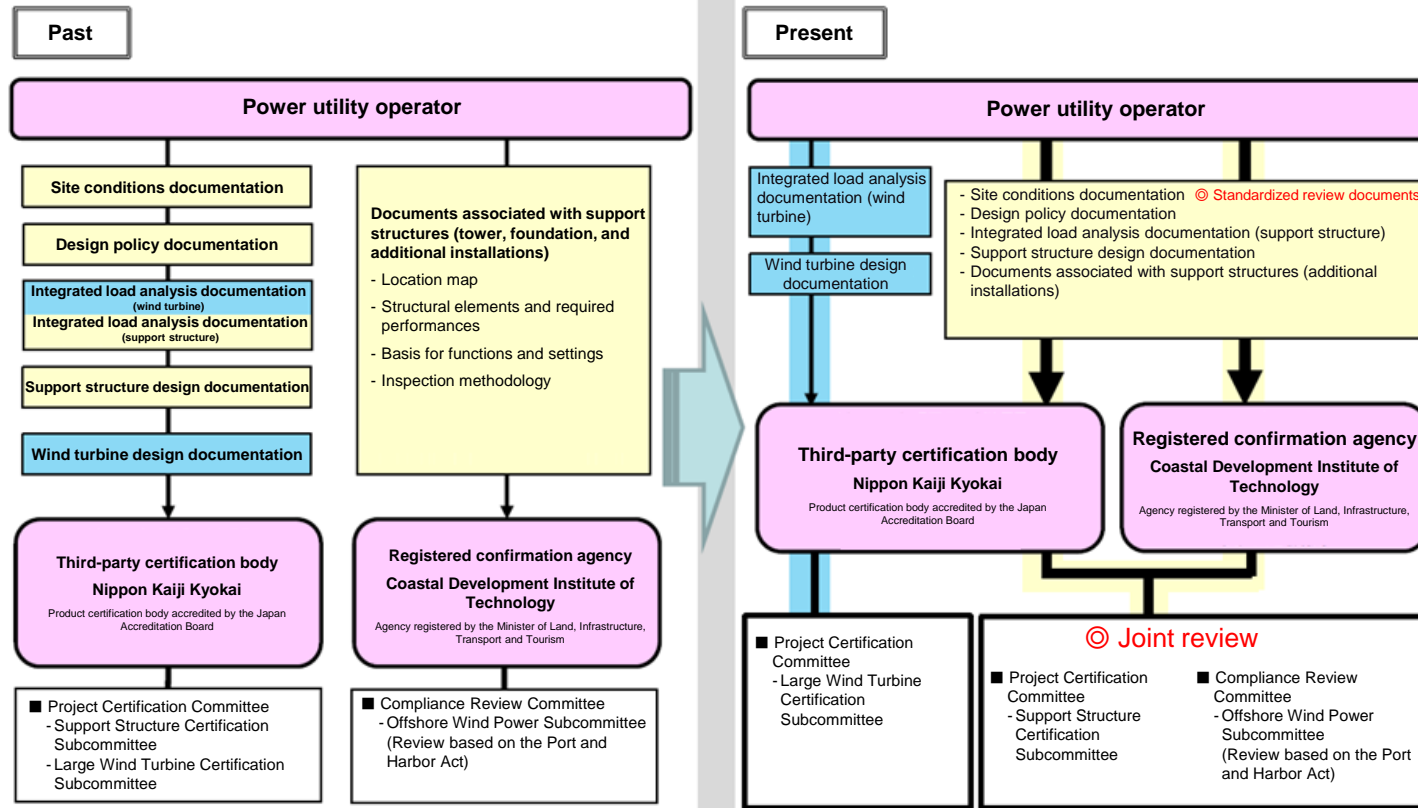 Past
Power utility operator
Site conditions documentation
Design policy documentation
Integrated load analysis documentation
(wind turbine)
Integrated load analysis documentation
(support structure)
Support structure design documentation
Wind turbine design documentation
Documents associated with support
structures (tower, foundation, and
additional installations)
- Location map
- Structural elements and required
performances
- Basis for functions and settings
- Inspection methodology
Third-party certification body
Nippon Kaiji Kyokai
Product certification body accredited by the Japan
Accreditation Board
Registered confirmation agency
Coastal Development Institute of
Technology
Agency registered by the Minister of Land, Infrastructure,
Transport and Tourism
■ Project Certification Committee
- Support Structure Certification
Subcommittee
- Large Wind Turbine Certification
Subcommittee
■ Compliance Review Committee
- Offshore Wind Power Subcommittee
(Review based on the Port and
Harbor Act)
Present
Power utility operator
Integrated load analysis
documentation (wind
turbine)
Wind turbine design
documentation
- Site conditions documentation ◎ Standardized review documents
- Design policy documentation
- Integrated load analysis documentation (support structure)
- Support structure design documentation
- Documents associated with support structures (additional
installations)
Third-party certification body
Nippon Kaiji Kyokai
Product certification body accredited by the Japan
Accreditation Board
Registered confirmation agency
Coastal Development Institute of
Technology
Agency registered by the Minister of Land, Infrastructure,
Transport and Tourism
■ Project Certification
Committee
- Large Wind Turbine
Certification
Subcommittee
◎ Joint review
■ Project Certification
Committee
- Support Structure
Certification
Subcommittee
■ Compliance Review
Committee
- Offshore Wind Power
Subcommittee
(Review based on the Port
and Harbor Act)